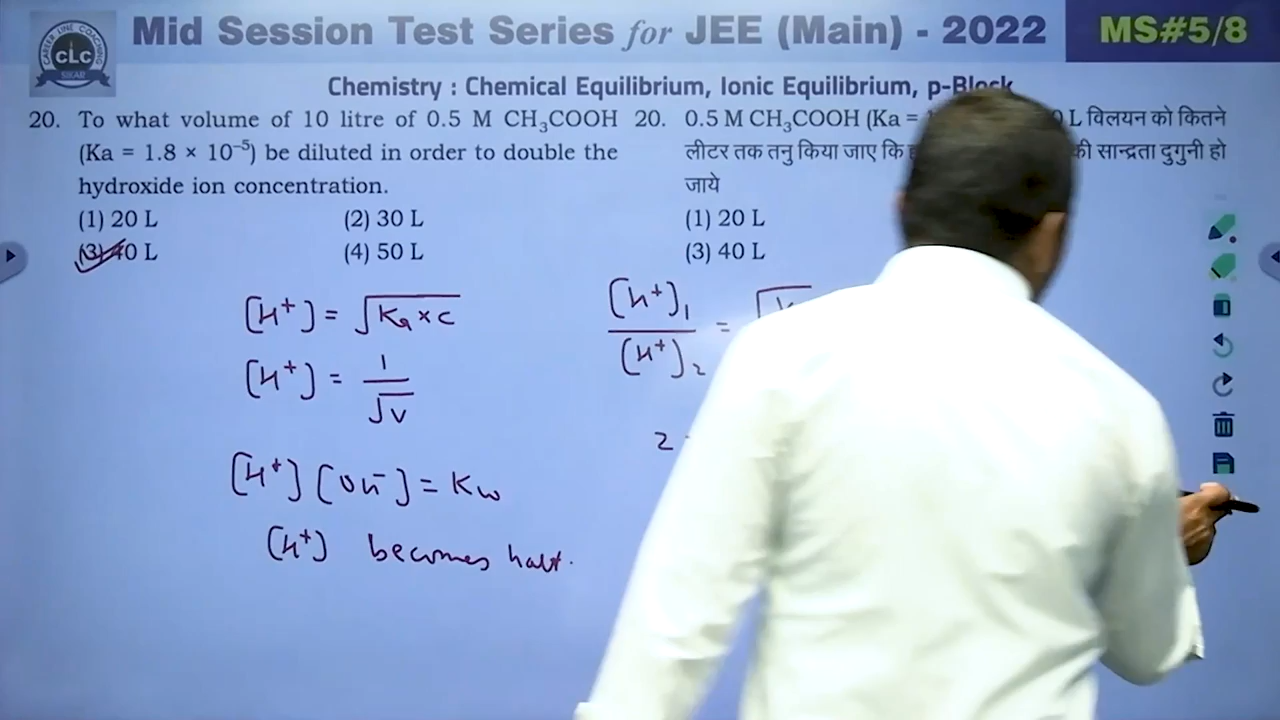 CAREER LINE COACHING
CLC
SIKAR
Mid Session Test Series for JEE (Main) - 2022
MS#5/8
Chemistry : Chemical Equilibrium, Ionic Equilibrium, p-Block
20. To what volume of 10 litre of 0.5 M CH₃COOH
(Ka = 1.8 × 10⁻⁵) be diluted in order to double the
hydroxide ion concentration.
(1) 20 L (2) 30 L
(3) 40 L (4) 50 L
20. 0.5 M CH₃COOH (Ka = L विलयन को कितने
लीटर तक तनु किया जाए कि की सान्द्रता दुगुनी हो
जाये
(1) 20 L
(3) 40 L
[H⁺] = √Ka × C
[H⁺] = 1/√V
[H⁺] [OH⁻] = Kw
[H⁺] becomes half.
[H⁺]₁/[H⁺]₂ =
2